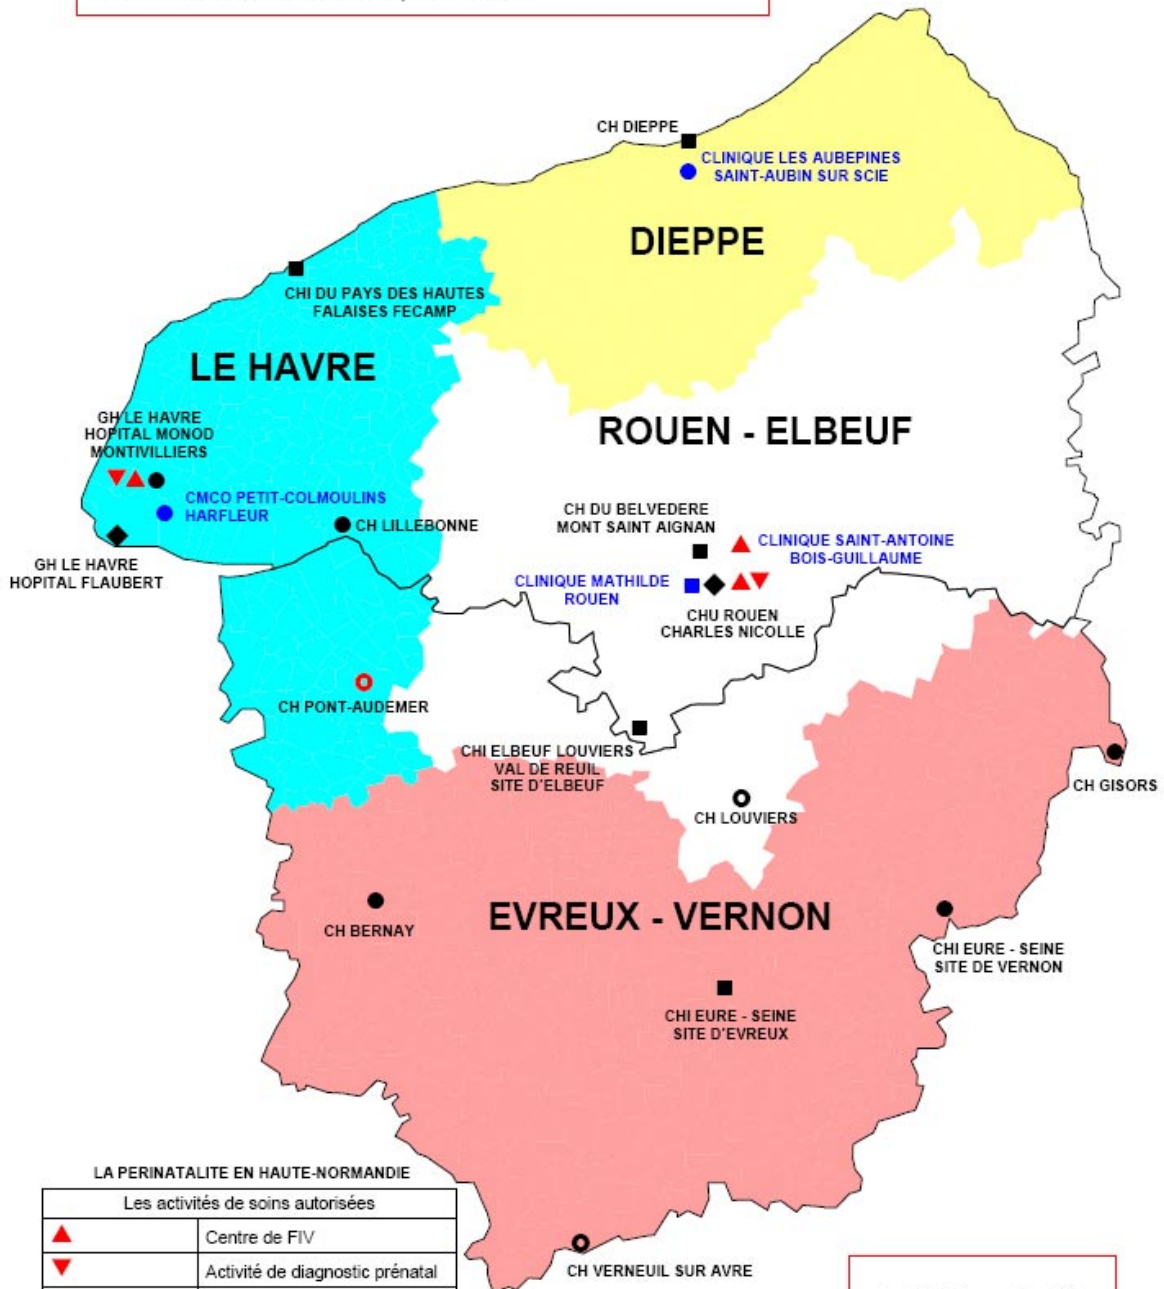 CH DIEPPE
CLINIQUE LES AUBEPINES
SAINT-AUBIN SUR SCIE
DIEPPE
CHI DU PAYS DES HAUTES
FALAISES FECAMP
LE HAVRE
GH LE HAVRE
HOPITAL MONOD
MONTIVILLIERS
ROUEN - ELBEUF
CMCO PETIT-COLMOULINS
HARFLEUR
CH LILLEBONNE
CH DU BELVEDERE
MONT SAINT AIGNAN
CLINIQUE SAINT-ANTOINE
BOIS-GUILLAUME
GH LE HAVRE
HOPITAL FLAUBERT
CLINIQUE MATHILDE
ROUEN
CHU ROUEN
CHARLES NICOLLE
CH PONT-AUDEMER
CHI ELBEUF LOUVIERS
VAL DE REUIL
SITE D'ELBEUF
CH GISORS
CH LOUVIERS
CH BERNAY
EVREUX - VERNON
CHI EURE - SEINE
SITE DE VERNON
CHI EURE - SEINE
SITE D'EVREUX
LA PERINATALITE EN HAUTE-NORMANDIE
Les activités de soins autorisées
Centre de FIV
Activité de diagnostic prénatal
CH VERNEUIL SUR AVRE